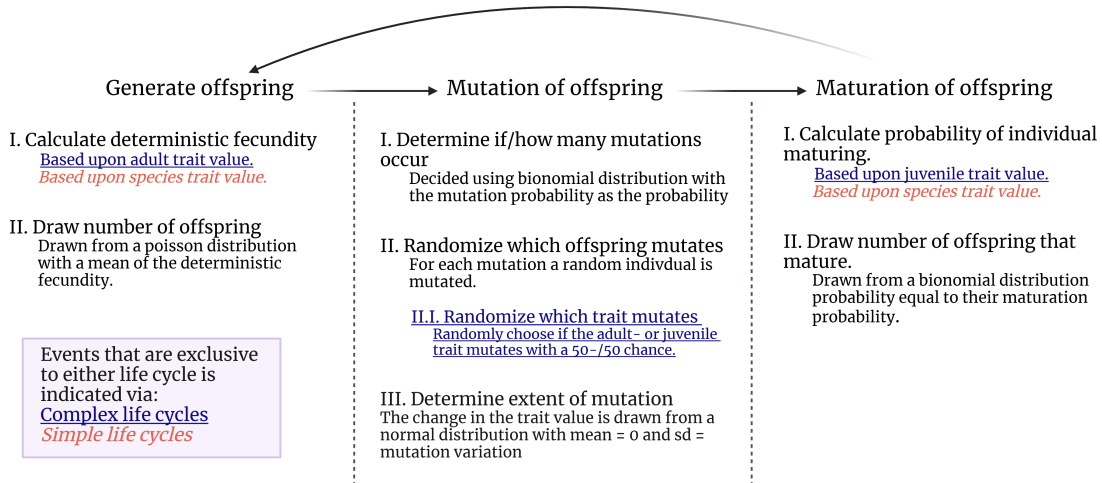 Generate offspring
I. Calculate deterministic fecundity
Based upon adult trait value.
Based upon species trait value.
II. Draw number of offspring
Drawn from a poisson distribution
with a mean of the deterministic
fecundity.
Events that are exclusive
to either life cycle is
indicated via:
Complex life cycles
Simple life cycles
Mutation of offspring
I. Determine if/how many mutations
occur
Decided using bionomial distribution with
the mutation probability as the probability
II. Randomize which offspring mutates
For each mutation a random indivdual is
mutated.
II.I. Randomize which trait mutates
Randomly choose if the adult- or juvenile
trait mutates with a 50-/50 chance.
III. Determine extent of mutation
The change in the trait value is drawn from a
normal distribution with mean = 0 and sd =
mutation variation
Maturation of offspring
I. Calculate probability of individual
maturing.
Based upon juvenile trait value.
Based upon species trait value.
II. Draw number of offspring that
mature.
Drawn from a bionomial distribution
probability equal to their maturation
probability.